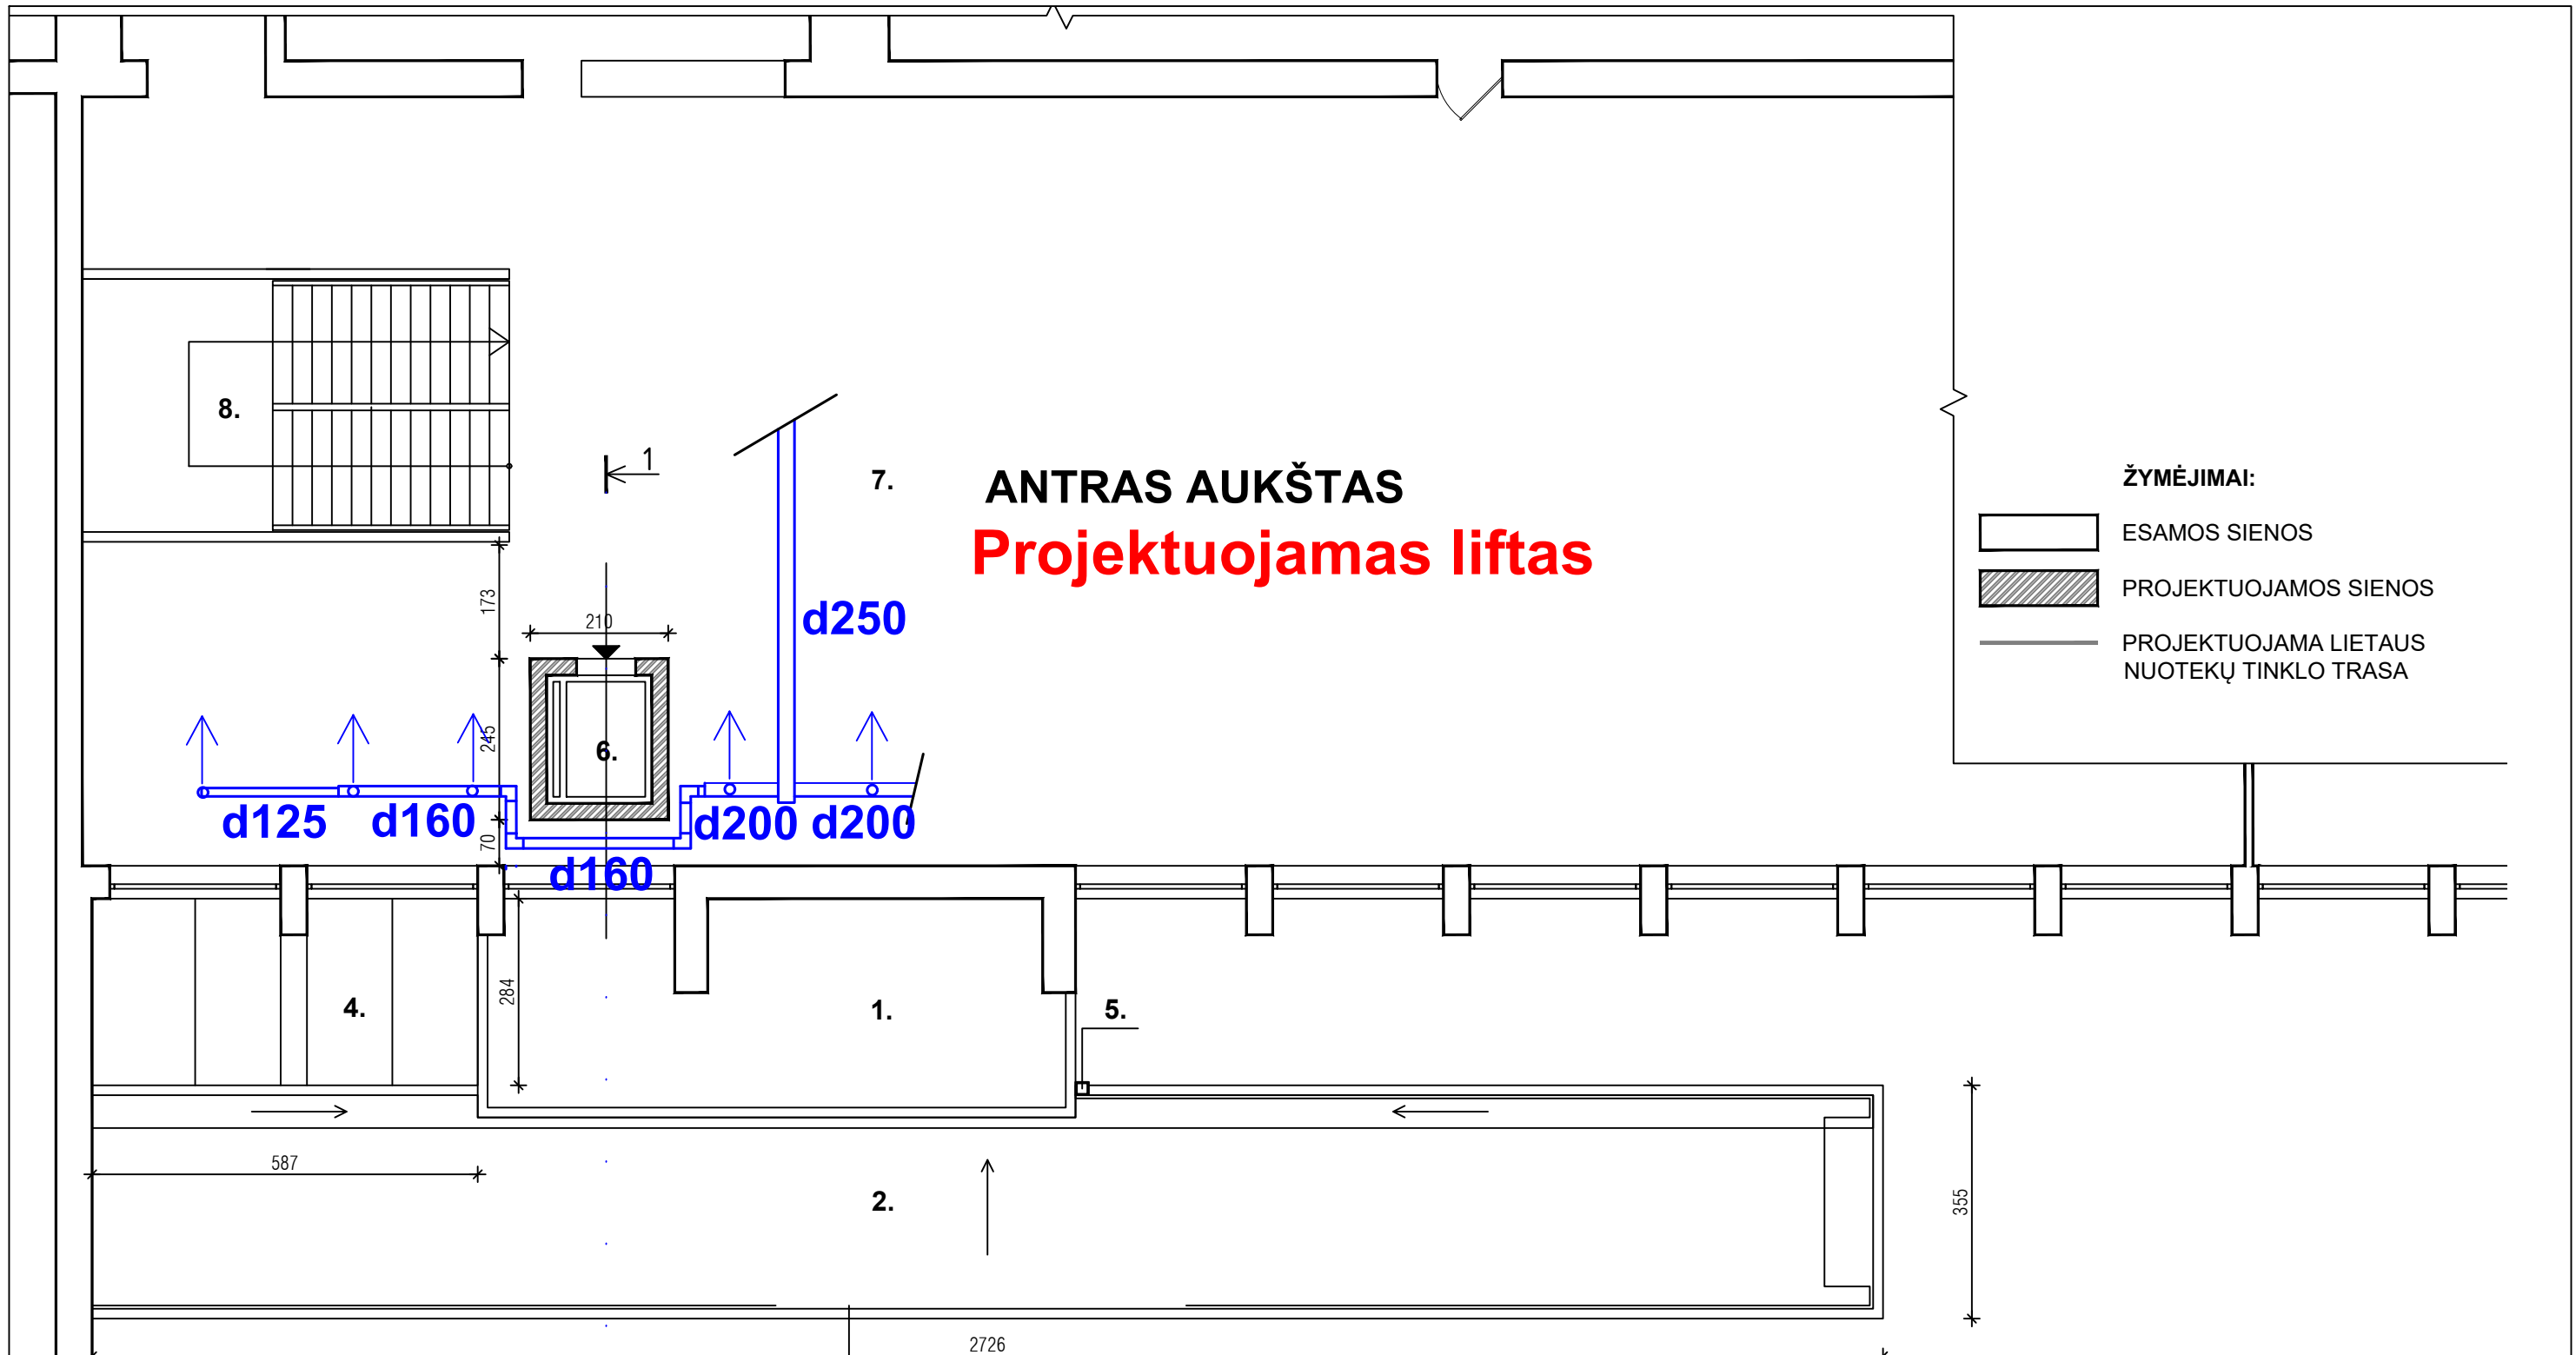 8.
1
7.
ANTRAS AUKŠTAS
Projektuojamas liftas
ŽYMĖJIMAI:
ESAMOS SIENOS
PROJEKTUOJAMOS SIENOS
PROJEKTUOJAMA LIETAUS
NUOTEKŲ TINKLO TRASA
173
210
d250
245
6.
d125
d160
d200
d200
70
d160
284
4.
1.
5.
587
2.
355
2726